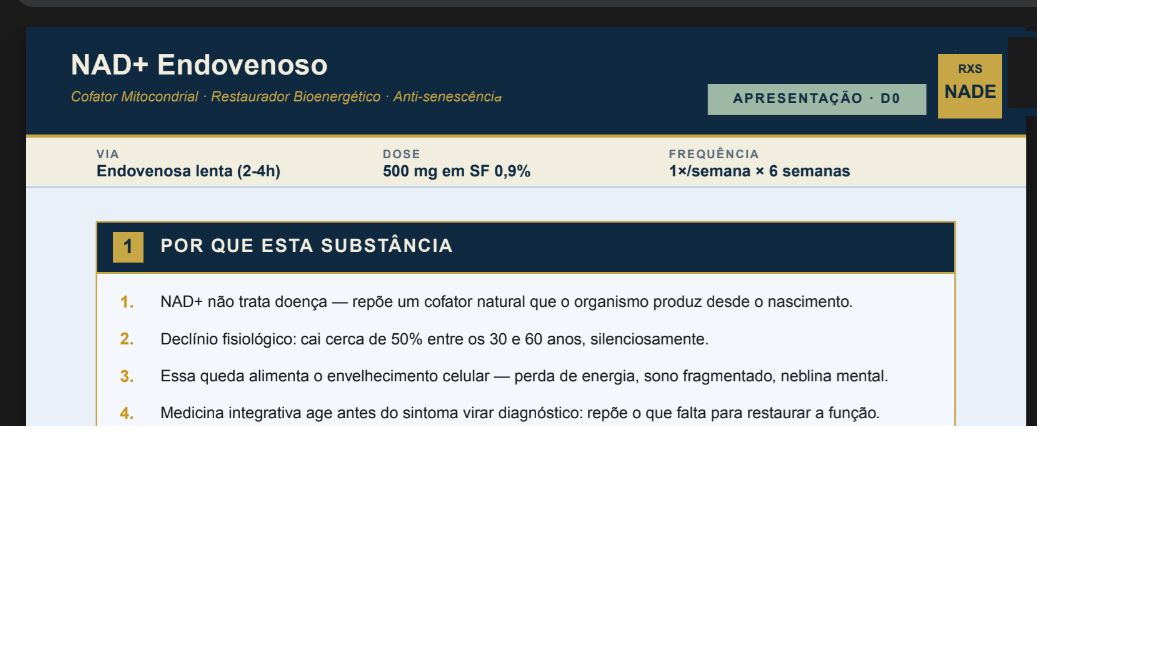 NAD+ Endovenoso
Cofator Mitocondrial · Restaurador Bioenergético · Anti-senescência
APRESENTAÇÃO · D0
RXS
NADE
VIA
Endovenosa lenta (2-4h)
DOSE
500 mg em SF 0,9%
FREQUÊNCIA
1×/semana × 6 semanas
1 POR QUE ESTA SUBSTÂNCIA
1. NAD+ não trata doença — repõe um cofator natural que o organismo produz desde o nascimento.
2. Declínio fisiológico: cai cerca de 50% entre os 30 e 60 anos, silenciosamente.
3. Essa queda alimenta o envelhecimento celular — perda de energia, sono fragmentado, neblina mental.
4. Medicina integrativa age antes do sintoma virar diagnóstico: repõe o que falta para restaurar a função.